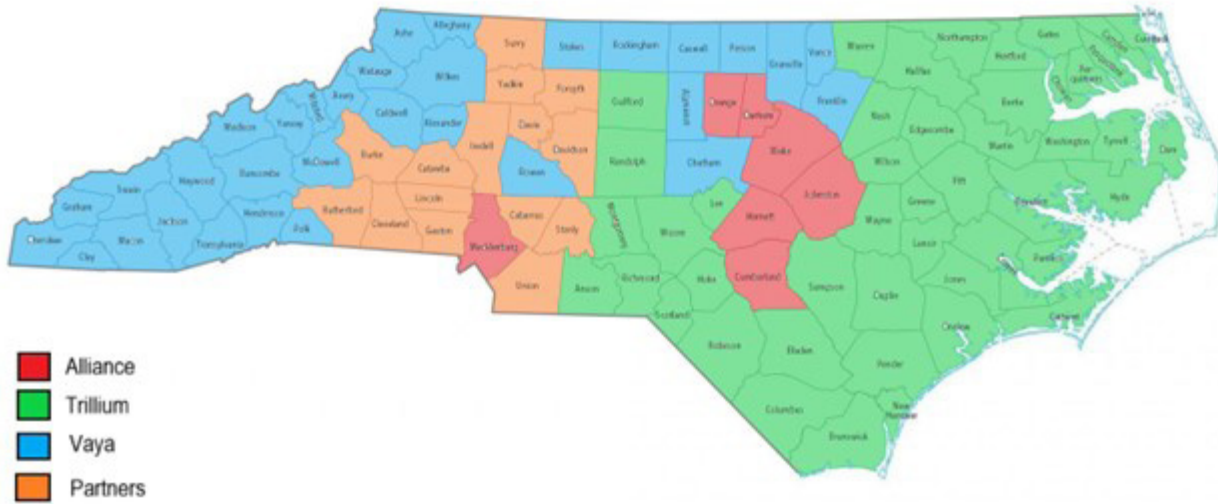 Ashe
Alleghany
Surry
Stokes
Rockingham
Caswell
Person
Granville
Vance
Warren
Northampton
Gates
Camden
Currituck
Watauga
Wilkes
Yadkin
Forsyth
Guilford
Alamance
Orange
Durham
Franklin
Halifax
Hertford
Perquimans
Chowan
Mitchell
Avery
Caldwell
Alexander
Iredell
Davie
Davidson
Randolph
Chatham
Wake
Nash
Edgecombe
Bertie
Martin
Washington
Tyrrell
Dare
Madison
Yancey
McDowell
Burke
Catawba
Rowan
Wilson
Pitt
Hyde
Graham
Swain
Haywood
Buncombe
Rutherford
Cleveland
Lincoln
Gaston
Cabarrus
Stanly
Montgomery
Moore
Lee
Harnett
Johnston
Wayne
Greene
Lenoir
Cherokee
Clay
Macon
Jackson
Transylvania
Henderson
Polk
Mecklenburg
Union
Anson
Richmond
Hoke
Scotland
Cumberland
Sampson
Jones
Pamlico
Carteret
Onslow
Robeson
Bladen
Pender
Columbus
New Hanover
Brunswick
Alliance
Trillium
Vaya
Partners